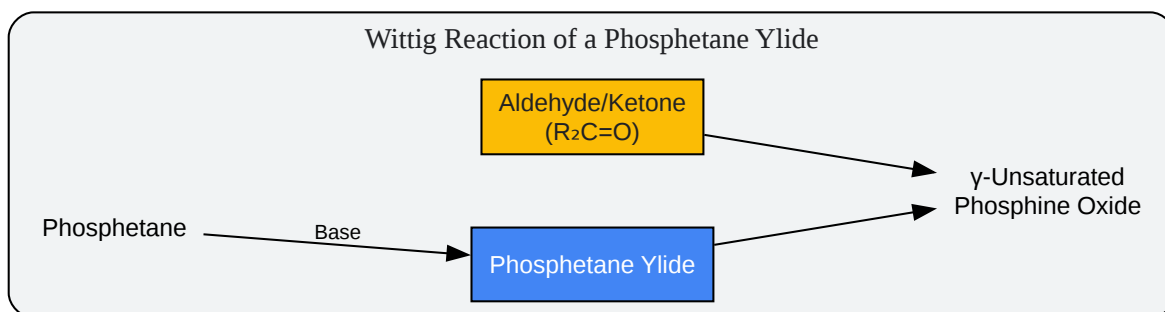 Wittig Reaction of a Phosphetane Ylide
Aldehyde/Ketone
(R₂C=O)
γ-Unsaturated
Phosphine Oxide
Phosphetane
Base
Phosphetane Ylide